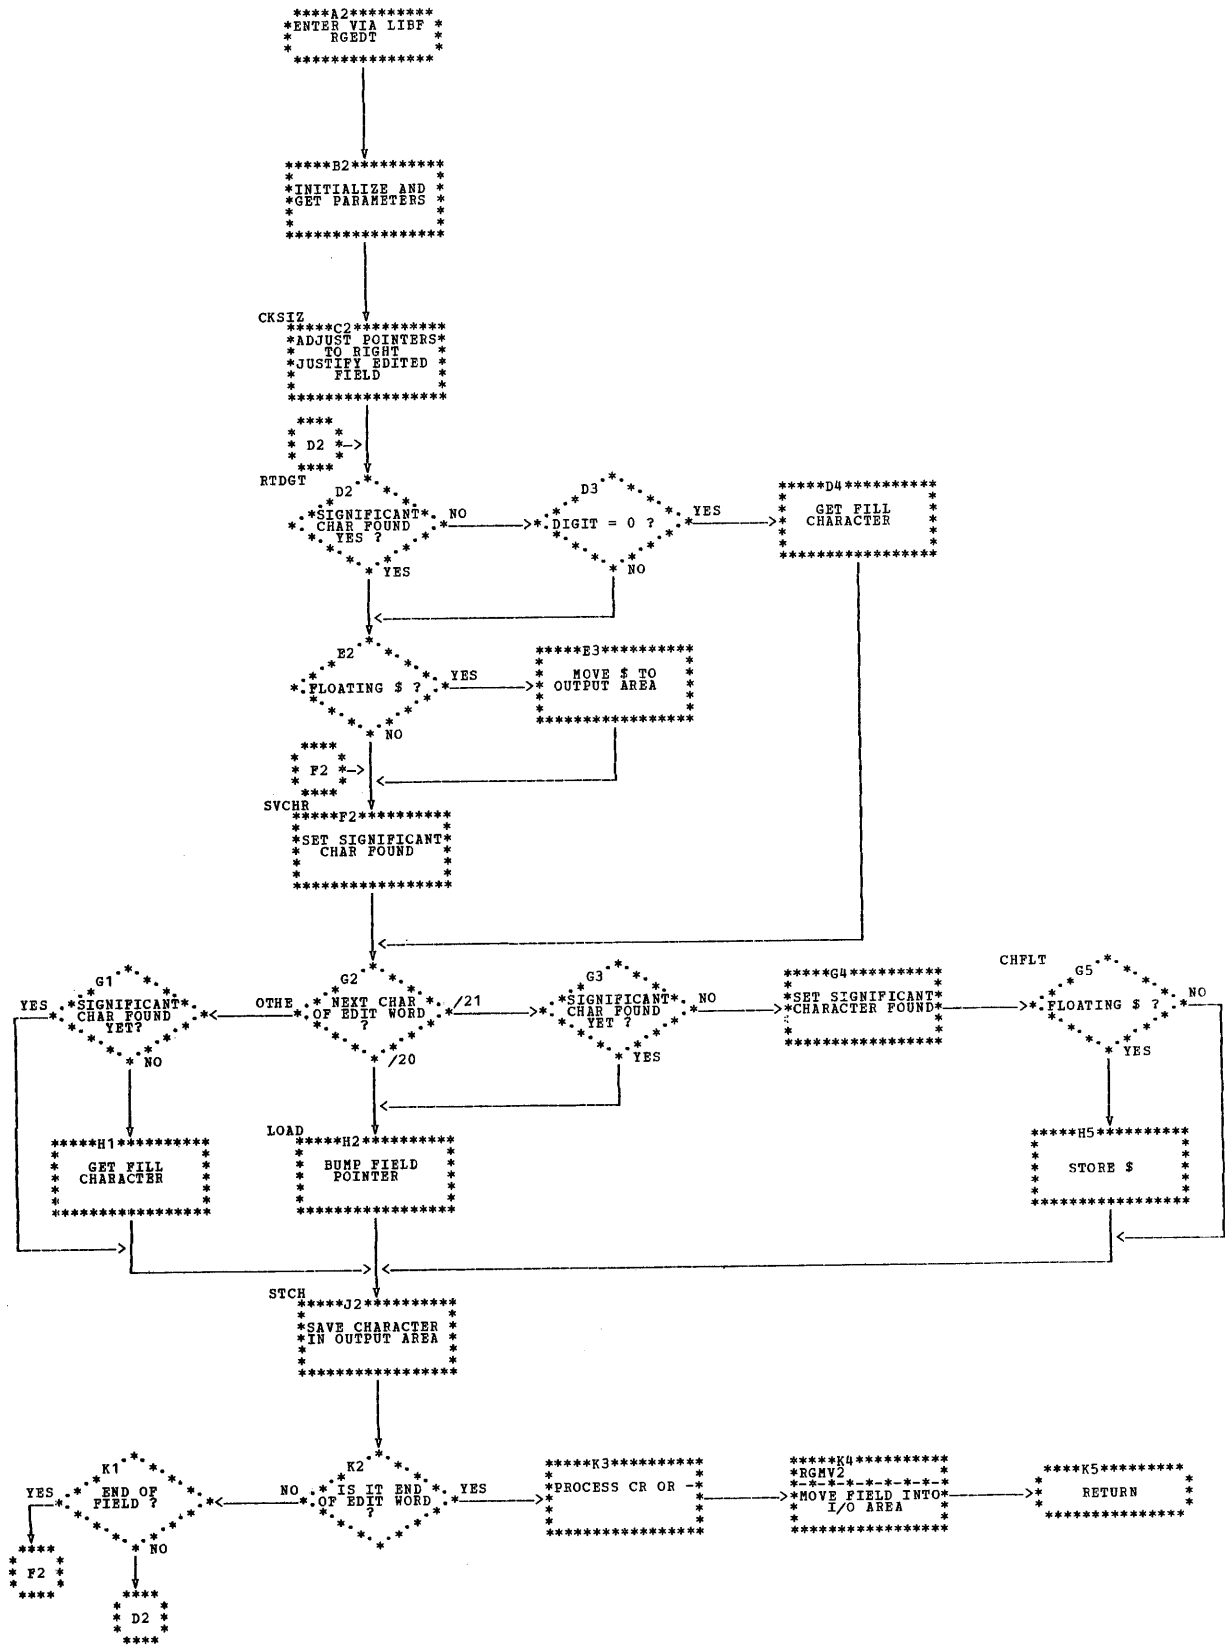 ****A2*********
*ENTER VIA LIBF *
* RGEDT *
*****B2**********
*INITIALIZE AND *
*GET PARAMETERS *
CKSIZ
*****C2**********
*ADJUST POINTERS*
* TO RIGHT *
*JUSTIFY EDITED *
* FIELD *
* D2 *->
RTDGT
D2
*SIGNIFICANT*
CHAR FOUND
YES ?
NO
YES
D3
DIGIT = 0 ?
YES
NO
*****D4**********
* GET FILL *
* CHARACTER *
E2
FLOATING $ ?
YES
NO
*****E3**********
* MOVE $ TO *
* OUTPUT AREA *
* F2 *->
SVCHR
*****F2**********
*SET SIGNIFICANT*
* CHAR FOUND *
G1
YES
*SIGNIFICANT*
CHAR FOUND
YET?
NO
OTHE
G2
NEXT CHAR
OF EDIT WORD
?
/21
/20
G3
*SIGNIFICANT*
CHAR FOUND
YET ?
NO
YES
*****G4**********
*SET SIGNIFICANT*
*CHARACTER FOUND*
CHFLT
G5
FLOATING $ ?
NO
YES
*****H1**********
* GET FILL *
* CHARACTER *
LOAD
*****H2**********
* BUMP FIELD *
* POINTER *
*****H5**********
* STORE $ *
STCH
*****J2**********
*SAVE CHARACTER *
*IN OUTPUT AREA *
K1
YES
END OF
FIELD ?
NO
NO
K2
IS IT END
OF EDIT WORD
?
YES
*****K3**********
*PROCESS CR OR -*
*****K4**********
*RGMV2 *
*-*-*-*-*-*-*-*-*
*MOVE FIELD INTO*
* I/O AREA *
****K5*********
* RETURN *
* F2 *
* D2 *